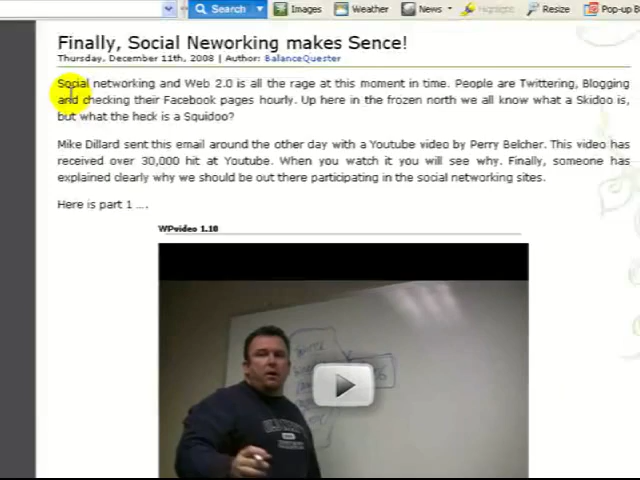 Search Images Weather News Highlight Resize Pop-up B
Finally, Social Neworking makes Sence!
Thursday, December 11th, 2008 | Author: BalanceQuester
Social networking and Web 2.0 is all the rage at this moment in time. People are Twittering, Blogging
and checking their Facebook pages hourly. Up here in the frozen north we all know what a Skidoo is,
but what the heck is a Squidoo?
Mike Dillard sent this email around the other day with a Youtube video by Perry Belcher. This video has
received over 30,000 hit at Youtube. When you watch it you will see why. Finally, someone has
explained clearly why we should be out there participating in the social networking sites.
Here is part 1 ....
WPvideo 1.10